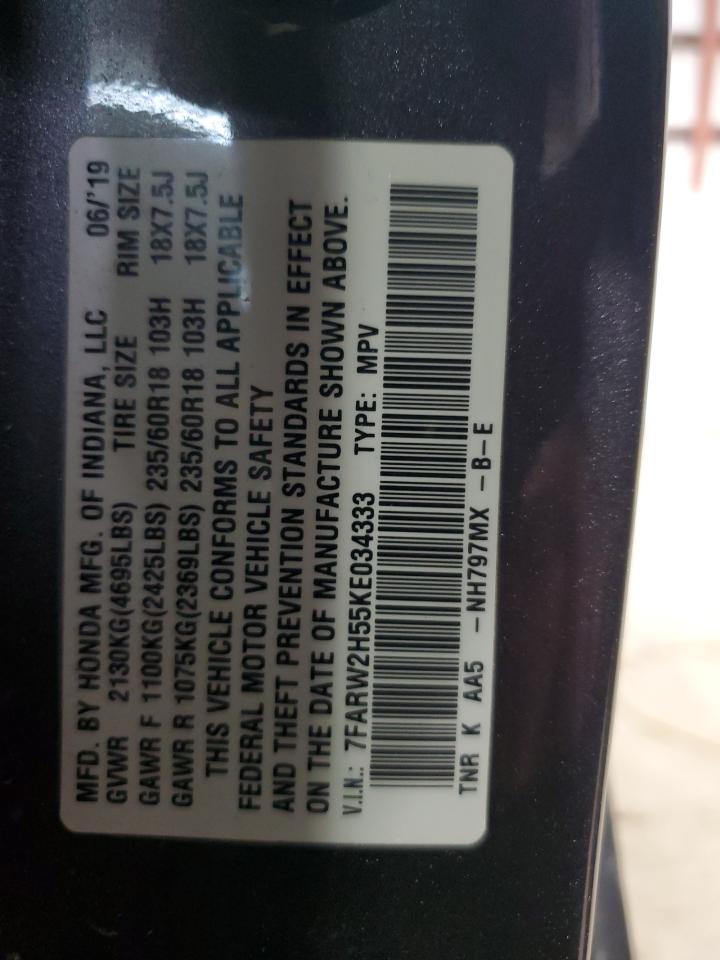 MFD. BY HONDA MFG. OF INDIANA, LLC 06/'19
GVWR 2130KG(4695LBS) TIRE SIZE RIM SIZE
GAWR F 1100KG(2425LBS) 235/60R18 103H 18X7.5J
GAWR R 1075KG(2369LBS) 235/60R18 103H 18X7.5J
THIS VEHICLE CONFORMS TO ALL APPLICABLE
FEDERAL MOTOR VEHICLE SAFETY
AND THEFT PREVENTION STANDARDS IN EFFECT
ON THE DATE OF MANUFACTURE SHOWN ABOVE.
V.I.N.: 7FARW2H55KE034333 TYPE: MPV
TNR K AA5 -NH797MX -B-E